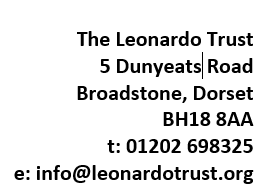 The Leonardo Trust
5 Dunyeats Road
Broadstone, Dorset
BH18 8AA
t: 01202 698325
e: info@leonardotrust.org